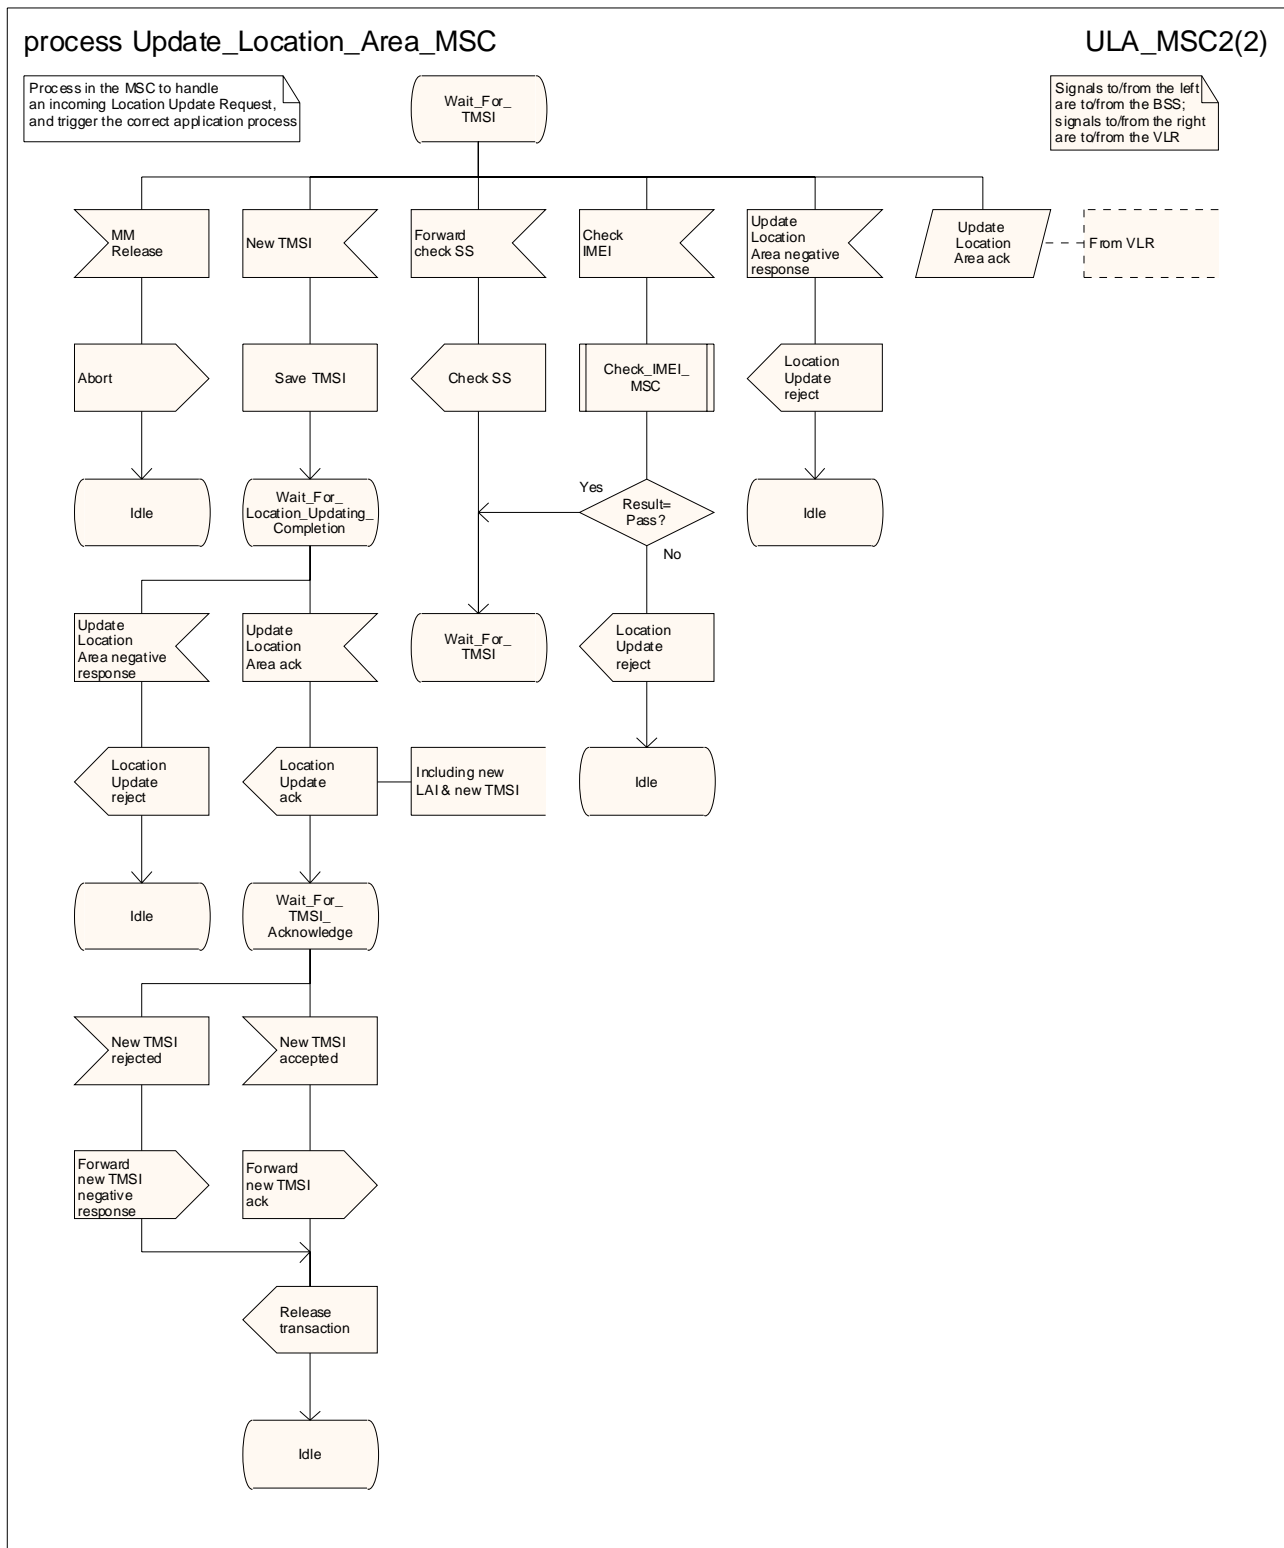 process Update_Location_Area_MSC
ULA_MSC2(2)
Process in the MSC to handle
an incoming Location Update Request,
and trigger the correct application process
Wait_For_
TMSI
Signals to/from the left
are to/from the BSS;
signals to/from the right
are to/from the VLR
MM
Release
New TMSI
Forward
check SS
Check
IMEI
Update
Location
Area negative
response
Update
Location
Area ack
From VLR
Abort
Save TMSI
Check SS
Check_IMEI_
MSC
Location
Update
reject
Idle
Wait_For_
Location_Updating_
Completion
Yes
Result=
Pass?
No
Idle
Update
Location
Area negative
response
Update
Location
Area ack
Wait_For_
TMSI
Location
Update
reject
Location
Update
reject
Location
Update
ack
Including new
LAI & new TMSI
Idle
Idle
Wait_For_
TMSI_
Acknowledge
New TMSI
rejected
New TMSI
accepted
Forward
new TMSI
negative
response
Forward
new TMSI
ack
Release
transaction
Idle